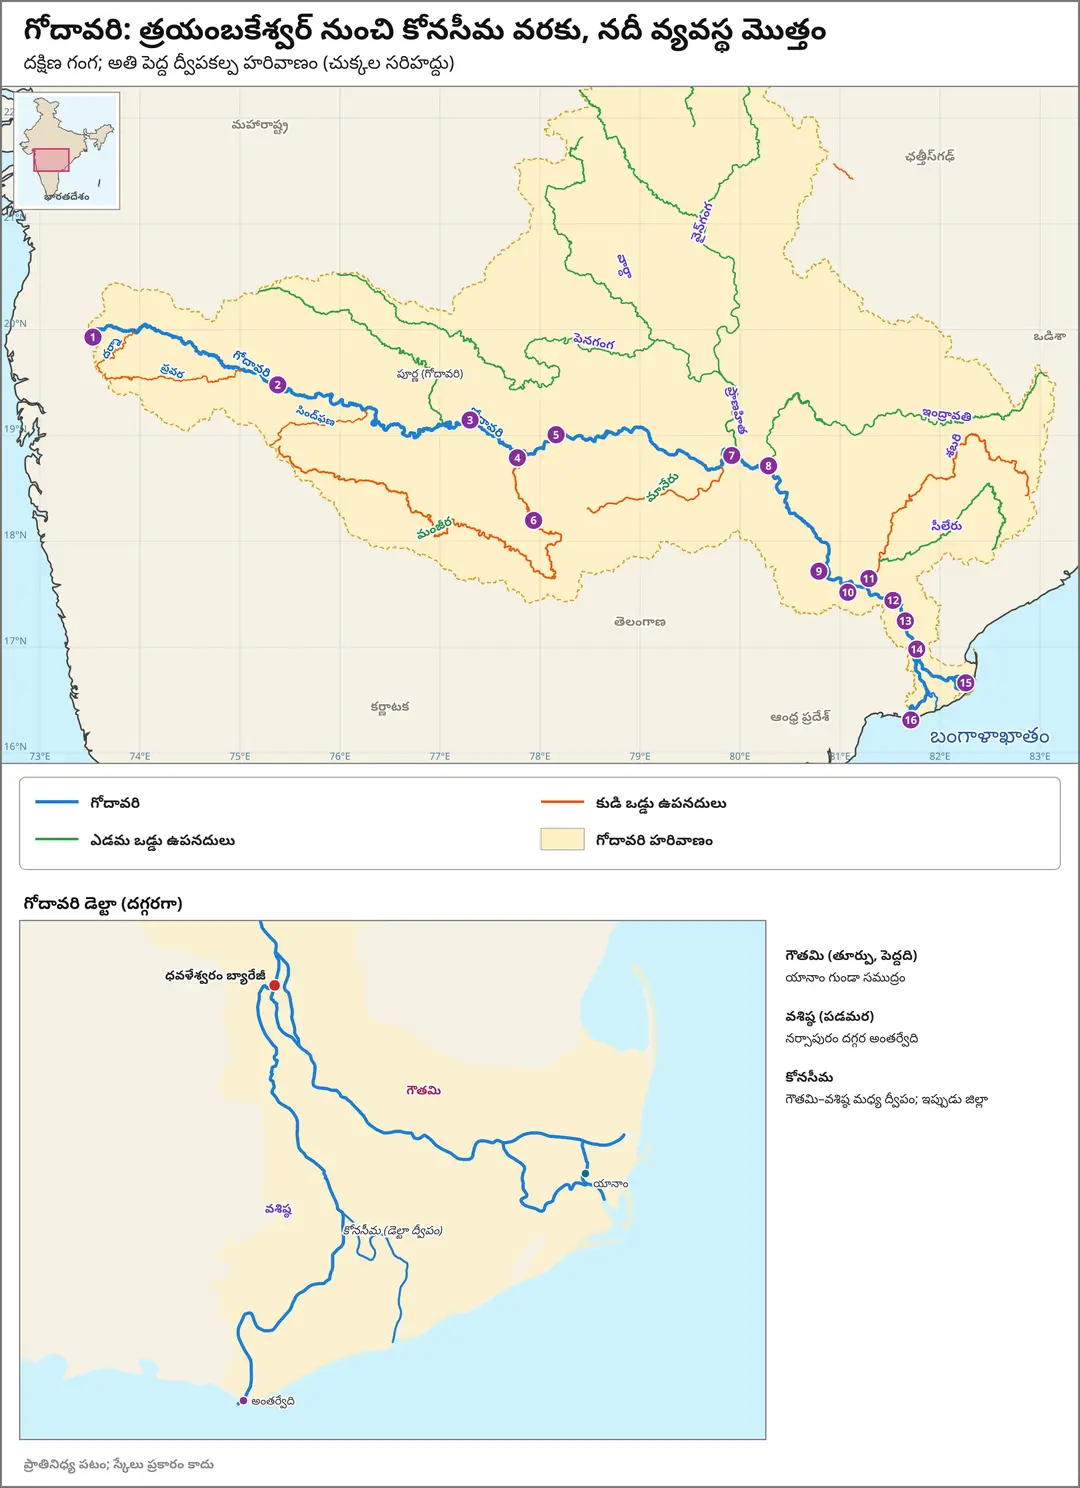 గోదావరి: త్రయంబకేశ్వర్ నుంచి కోనసీమ వరకు, నదీ వ్యవస్థ మొత్తం
దక్షిణ గంగ; అతి పెద్ద ద్వీపకల్ప హరివాణం (చుక్కల సరిహద్దు)
22
భారతదేశం
మహారాష్ట్ర
ఛత్తీస్‌గఢ్
21°N
వైన్‌గంగ
వార్ధా
20°N
1
ఒడిశా
దర్నా
ప్రవర
గోదావరి
2
పెనగంగ
పూర్ణ (గోదావరి)
ప్రాణహిత
ఇంద్రావతి
సింద్‌ఫణ
3
గోదావరి
19°N
4
5
7
8
శబరి
మానేరు
మంజీర
6
సీలేరు
18°N
9
10
11
12
13
తెలంగాణ
17°N
14
15
16
కర్ణాటక
ఆంధ్ర ప్రదేశ్
బంగాళాఖాతం
16°N
73°E
74°E
75°E
76°E
77°E
78°E
79°E
80°E
81°E
82°E
83°E
గోదావరి
కుడి ఒడ్డు ఉపనదులు
ఎడమ ఒడ్డు ఉపనదులు
గోదావరి హరివాణం
గోదావరి డెల్టా (దగ్గరగా)
ధవళేశ్వరం బ్యారేజీ
గౌతమి
యానాం
వశిష్ఠ
కోనసీమ (డెల్టా ద్వీపం)
అంతర్వేది
గౌతమి (తూర్పు, పెద్దది)
యానాం గుండా సముద్రం
వశిష్ఠ (పడమర)
నర్సాపురం దగ్గర అంతర్వేది
కోనసీమ
గౌతమి–వశిష్ఠ మధ్య ద్వీపం; ఇప్పుడు జిల్లా
ప్రాతినిధ్య పటం; స్కేలు ప్రకారం కాదు